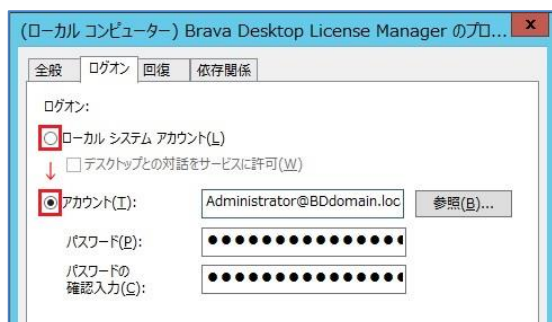 (ローカル コンピューター) Brava Desktop License Manager のプロ... x
全般 ログオン 回復 依存関係
ログオン:
ローカル システム アカウント(L)
↓ デスクトップとの対話をサービスに許可(W)
アカウント(T): Administrator@BDdomain.loc 参照(B)...
パスワード(P): ●●●●●●●●●●●●●●●
パスワードの
確認入力(C): ●●●●●●●●●●●●●●●